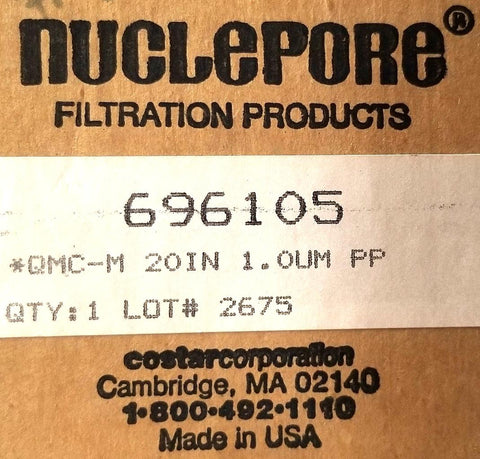 NUCLEPORE®
FILTRATION PRODUCTS
696105
*QMC-M 20IN 1.0UM PP
QTY:1 LOT# 2675
costarcorporation
Cambridge, MA 02140
1•800•492•1110
Made in USA